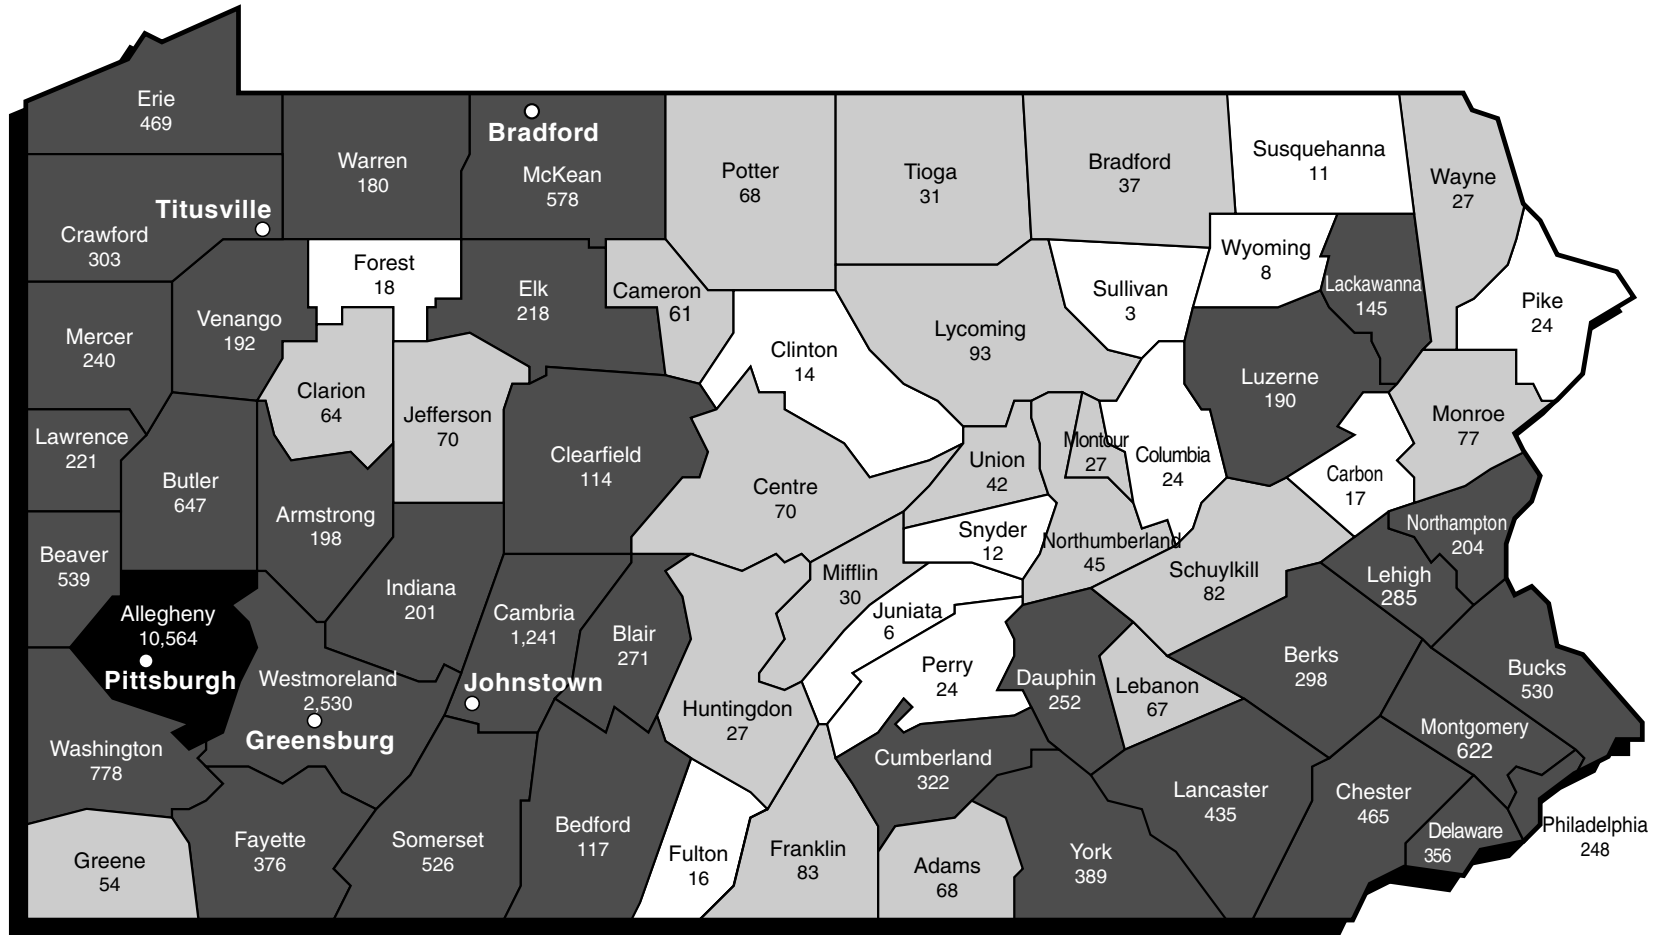 Erie
469
Warren
180
Bradford
McKean
578
Potter
68
Tioga
31
Bradford
37
Susquehanna
11
Wayne
27
Titusville
Crawford
303
Forest
18
Elk
218
Cameron
61
Sullivan
3
Wyoming
8
Lackawanna
145
Pike
24
Mercer
240
Venango
192
Clarion
64
Jefferson
70
Clinton
14
Lycoming
93
Luzerne
190
Monroe
77
Lawrence
221
Butler
647
Armstrong
198
Clearfield
114
Centre
70
Union
42
Montour
27
Columbia
24
Carbon
17
Beaver
539
Indiana
201
Snyder
12
Northumberland
45
Schuylkill
82
Northampton
204
Lehigh
285
Allegheny
10,564
Pittsburgh
Westmoreland
2,530
Greensburg
Cambria
1,241
Johnstown
Blair
271
Mifflin
30
Juniata
6
Perry
24
Dauphin
252
Lebanon
67
Berks
298
Bucks
530
Huntingdon
27
Washington
778
Cumberland
322
Montgomery
622
Greene
54
Fayette
376
Somerset
526
Bedford
117
Fulton
16
Franklin
83
Adams
68
York
389
Lancaster
435
Chester
465
Delaware
356
Philadelphia
248